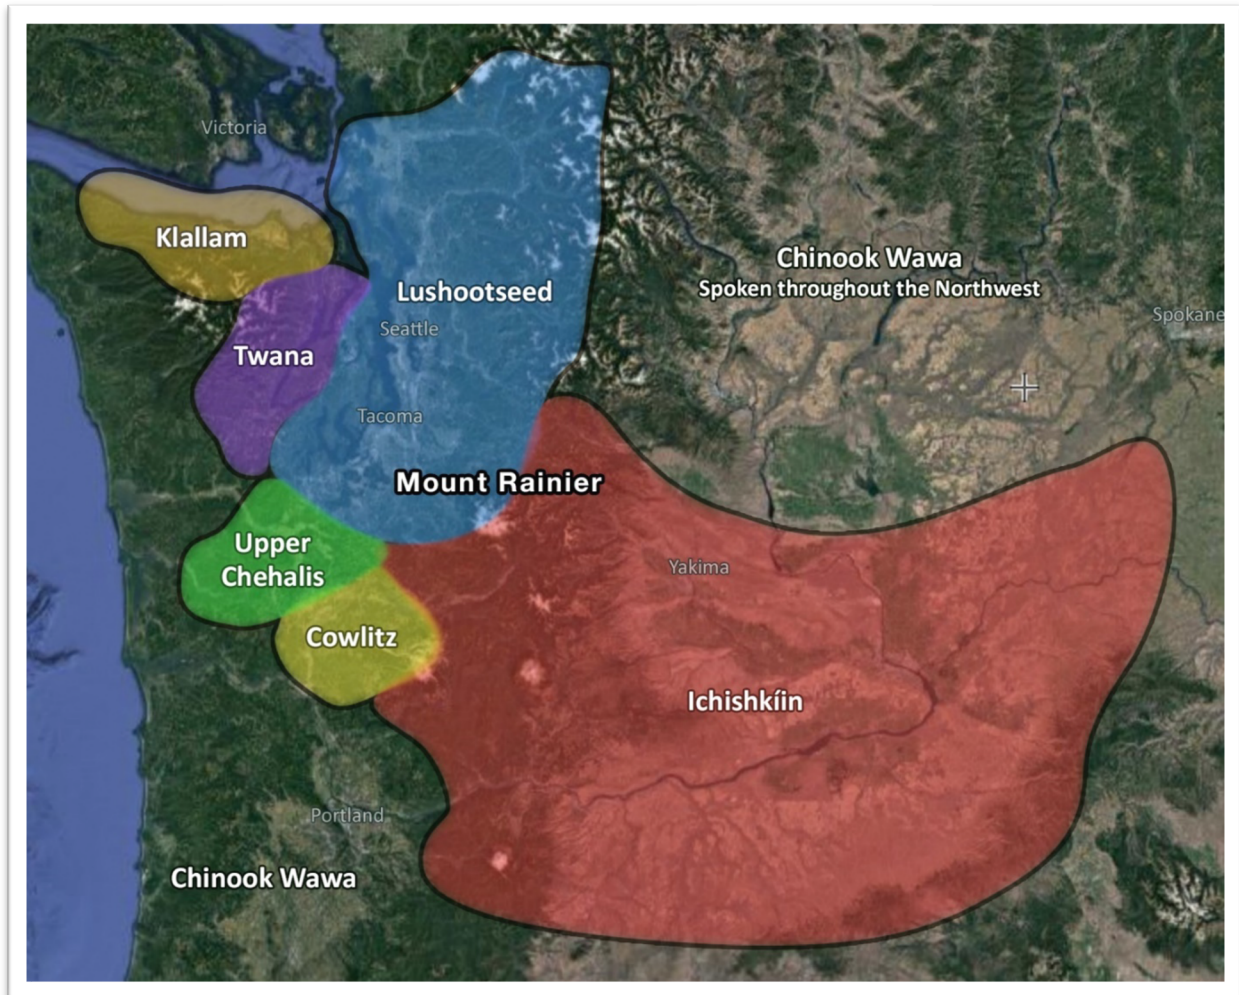 Victoria
Klallam
Chinook Wawa
Spoken throughout the Northwest
Lushootseed
Spokane
Seattle
Twana
Tacoma
Mount Rainier
Upper
Chehalis
Yakima
Cowlitz
Ichishkíin
Portland
Chinook Wawa